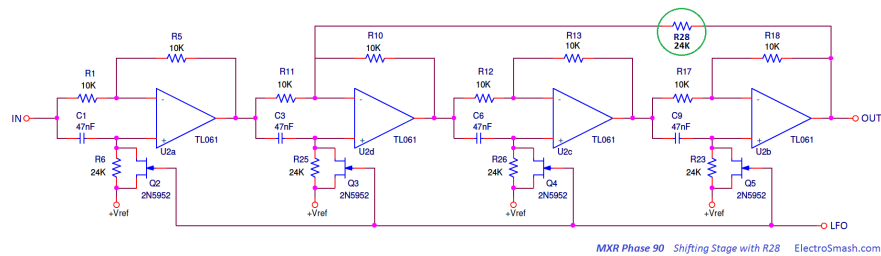 R28
24K
R5
10K
R10
10K
R13
10K
R18
10K
R1
10K
R11
10K
R12
10K
R17
10K
IN
C1
47nF
C3
47nF
C6
47nF
C9
47nF
-
+
TL061
U2a
-
+
TL061
U2d
-
+
TL061
U2c
-
+
TL061
U2b
OUT
R6
24K
Q2
2N5952
R25
24K
Q3
2N5952
R26
24K
Q4
2N5952
R23
24K
Q5
2N5952
+Vref
+Vref
+Vref
+Vref
LFO
MXR Phase 90 Shifting Stage with R28 ElectroSmash.com